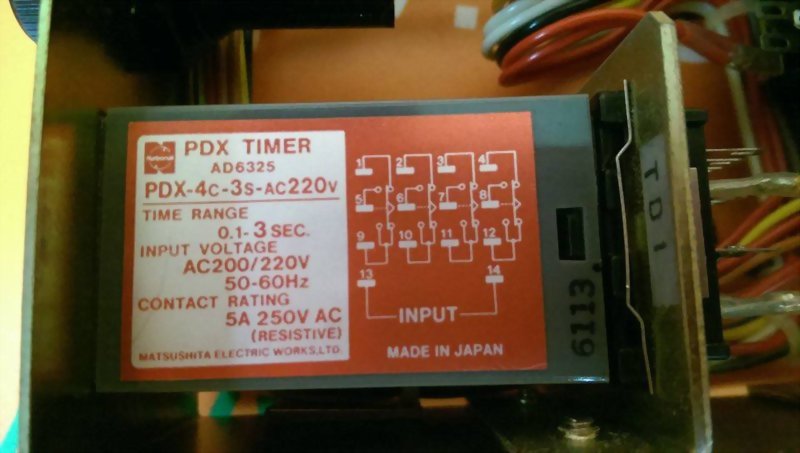 National
PDX TIMER
AD6325
PDX-4C-3S-AC220V
TIME RANGE
0.1-3 SEC.
INPUT VOLTAGE
AC200/220V
50-60Hz
CONTACT RATING
5A 250V AC
(RESISTIVE)
MATSUSHITA ELECTRIC WORKS,LTD.
1 2 3 4
5 6 7 8
9 10 11 12
13 14
INPUT
MADE IN JAPAN
6113
TD1